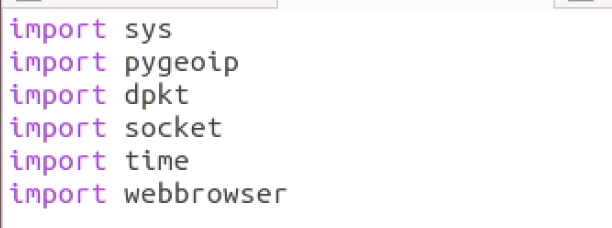 import sys
import pygeoip
import dpkt
import socket
import time
import webbrowser